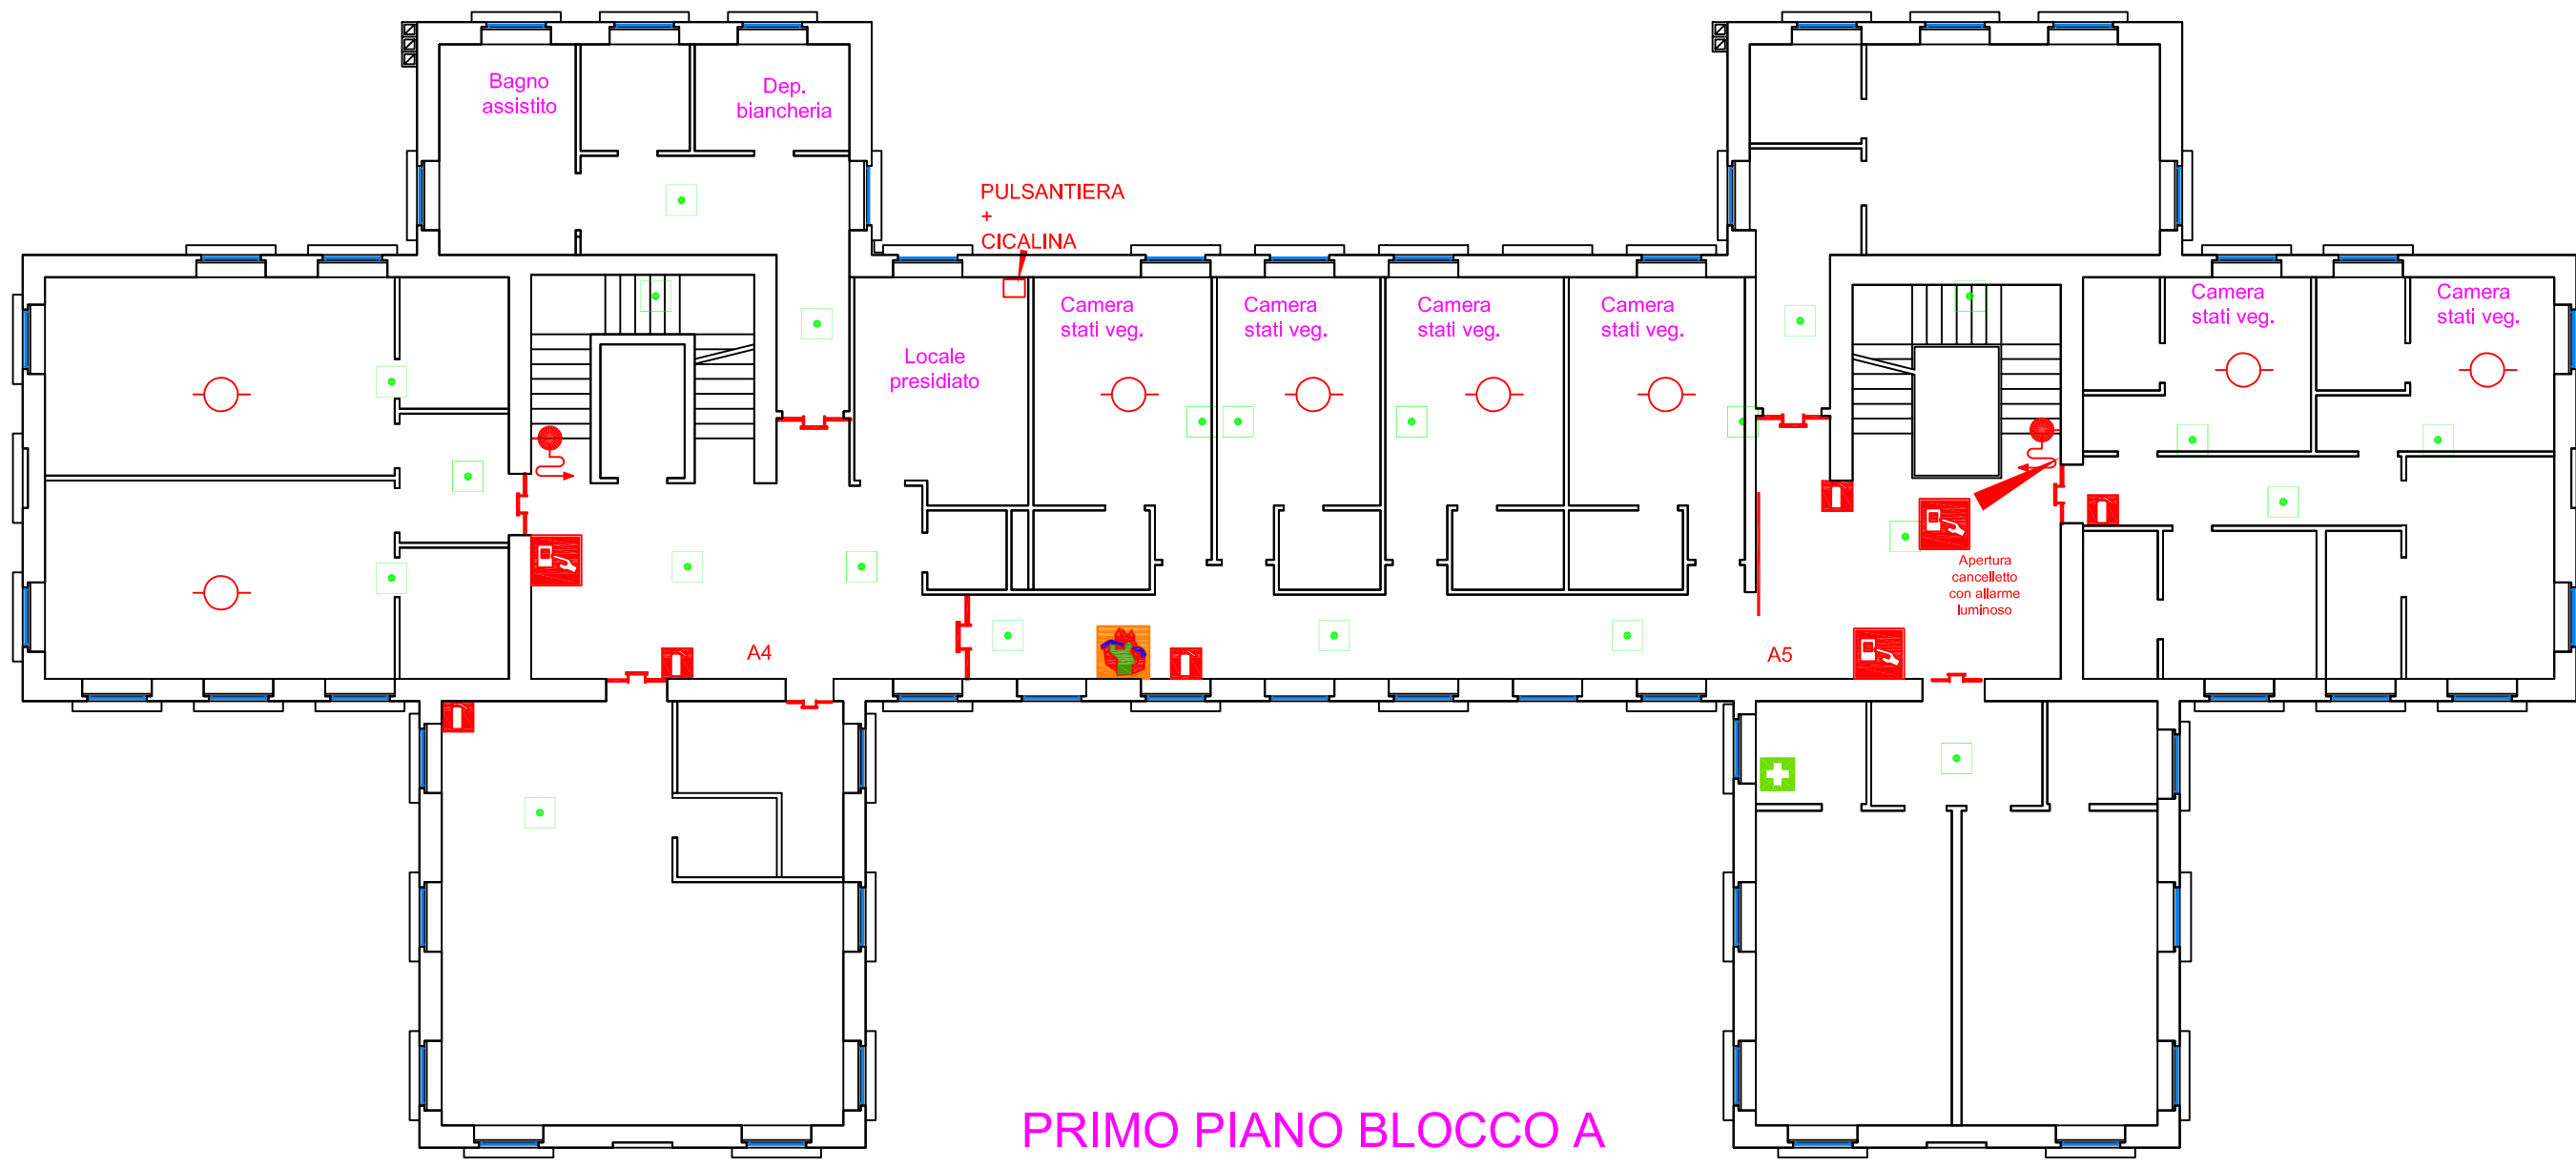 Bagno
assistito
Dep.
biancheria
PULSANTIERA
+
CICALINA
Locale
presidiato
Camera
stati veg.
Camera
stati veg.
Camera
stati veg.
Camera
stati veg.
Camera
stati veg.
Camera
stati veg.
Apertura
cancelletto
con allarme
luminoso
A4
A5
PRIMO PIANO BLOCCO A